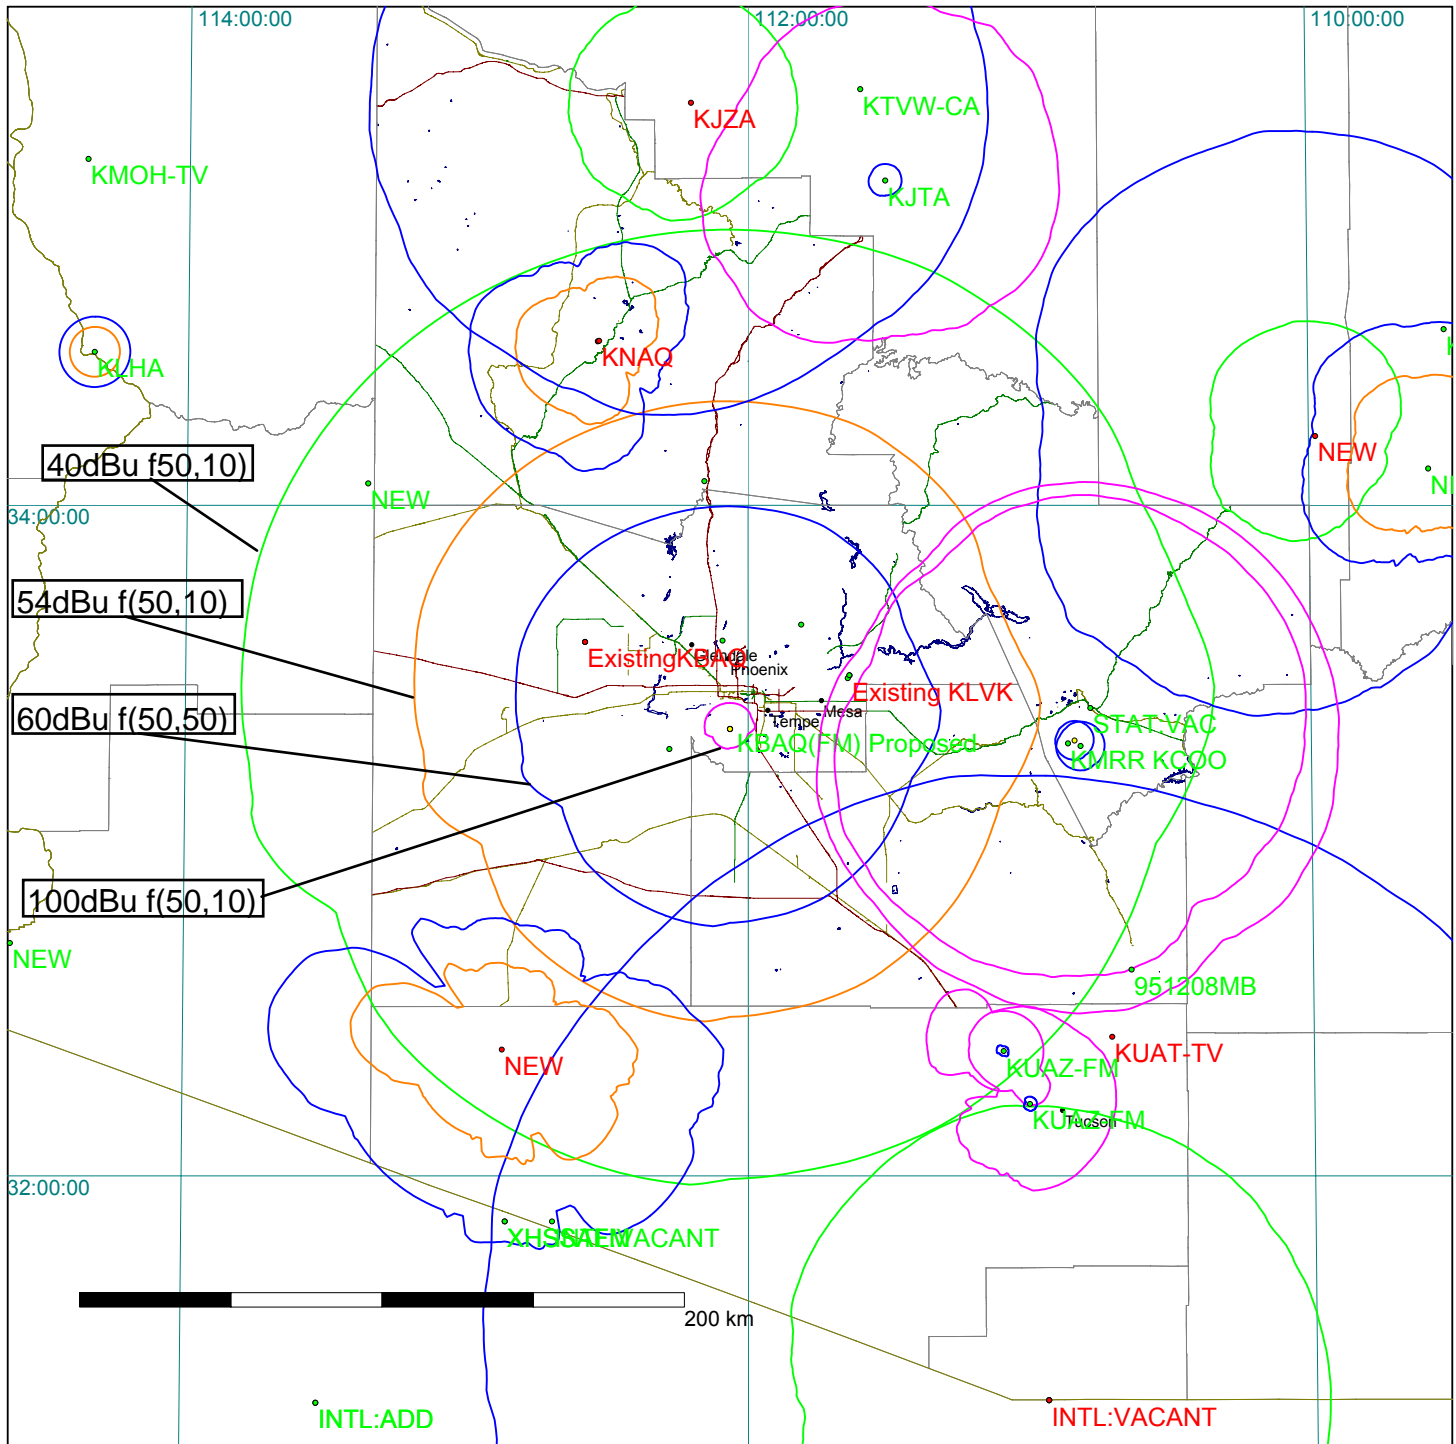 114:00:00
112:00:00
110:00:00
KJZA
KTVW-CA
KMOH-TV
KJTA
KNAQ
KLHA
NEW
40dBu f50,10)
NEW
34:00:00
54dBu f(50,10)
ExistingKBAQ
Glendale
Phoenix
Existing KLVK
Mesa
Tempe
60dBu f(50,50)
STAT:VAC
KBAQ(FM) Proposed
KMRR KCOO
100dBu f(50,10)
NEW
951208MB
KUAT-TV
NEW
KUAZ-FM
KUAZ-FM
Tucson
32:00:00
VACANT
200 km
INTL:ADD
INTL:VACANT